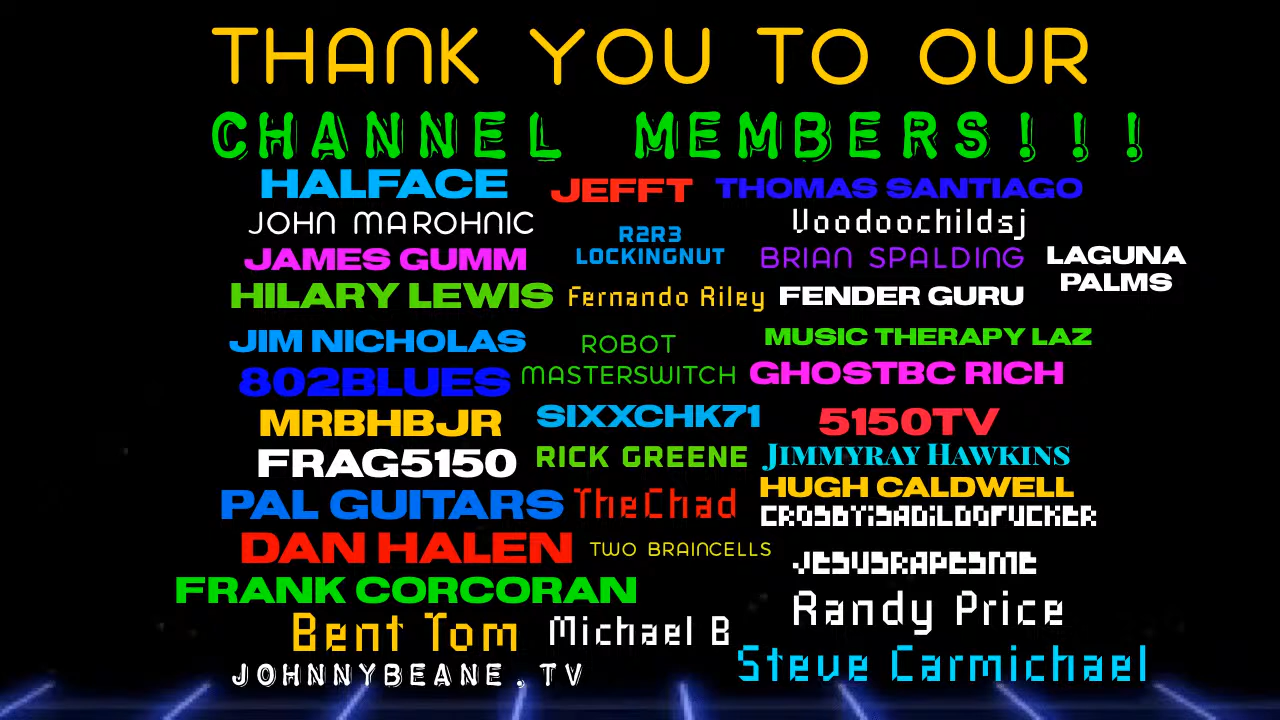 THANK YOU TO OUR
CHANNEL MEMBERS!!!
HALFACE JEFFT THOMAS SANTIAGO
JOHN MAROHNIC Voodoochildsj
R2R3
LOCKINGNUT
JAMES GUMM BRIAN SPALDING
LAGUNA
PALMS
HILARY LEWIS Fernando Riley FENDER GURU
JIM NICHOLAS MUSIC THERAPY LAZ
ROBOT
MASTERSWITCH
802BLUES GHOSTBC RICH
MRBHBJR SIXXCHK71 5150TV
FRAG5150 RICK GREENE JIMMYRAY HAWKINS
PAL GUITARS TheChad HUGH CALDWELL
CROSBYiSADiLDOFUCKER
DAN HALEN TWO BRAINCELLS JESUSRAPESME
FRANK CORCORAN Randy Price
Bent Tom Michael B
JOHNNYBEANE.TV Steve Carmichael